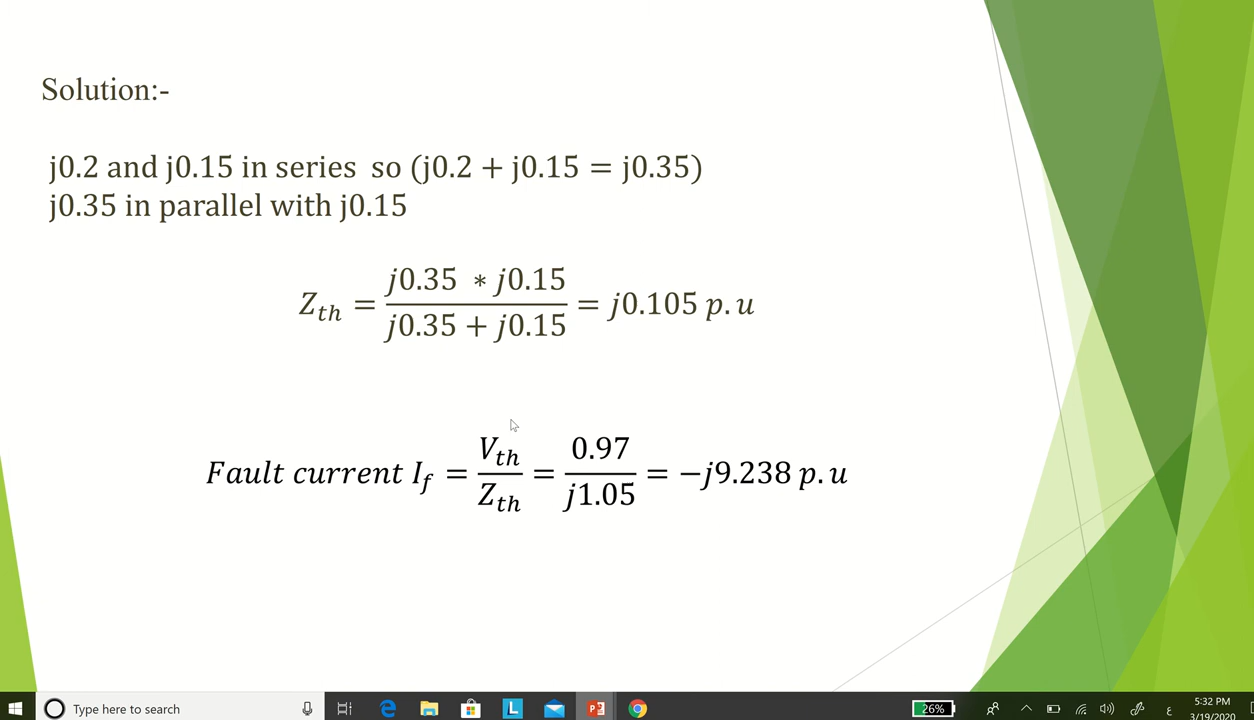 Solution:-
j0.2 and j0.15 in series so (j0.2 + j0.15 = j0.35)
j0.35 in parallel with j0.15
Z_th = (j0.35 * j0.15) / (j0.35 + j0.15) = j0.105 p.u
Fault current I_f = V_th / Z_th = 0.97 / j1.05 = −j9.238 p.u
Type here to search
26%
ع
5:32 PM
3/19/2020